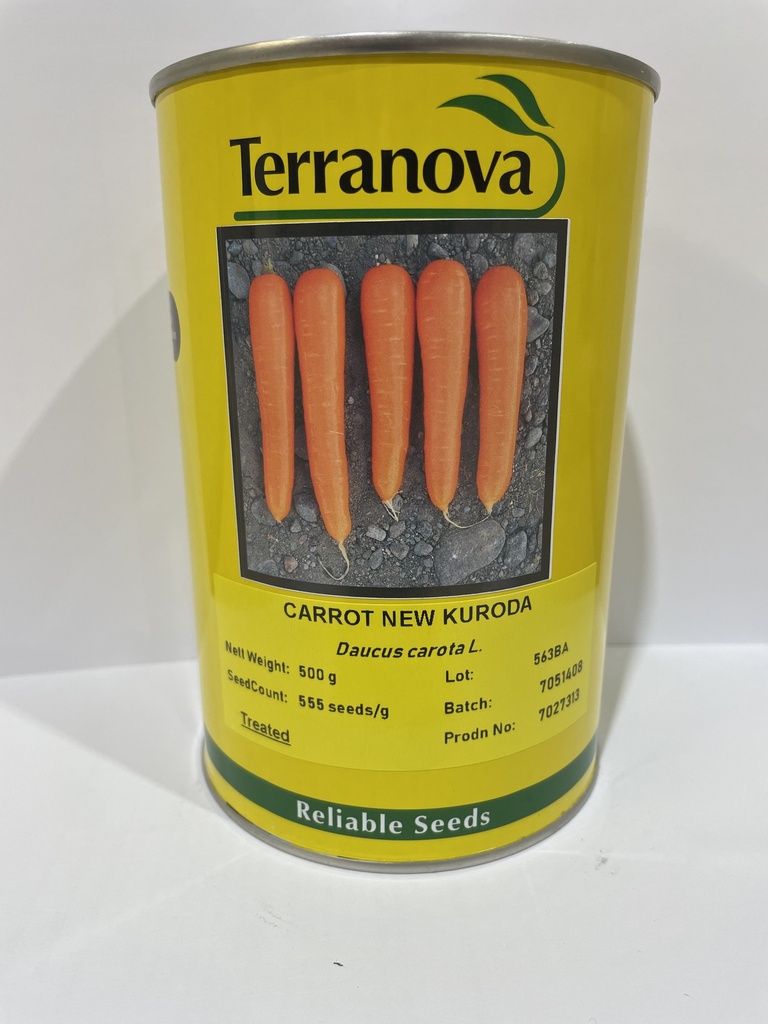 Terranova
CARROT NEW KURODA
Daucus carota L.
Nett Weight: 500 g
SeedCount: 555 seeds/g
Treated
Lot: 563BA
Batch: 7051408
Prodn No: 7027313
Reliable Seeds